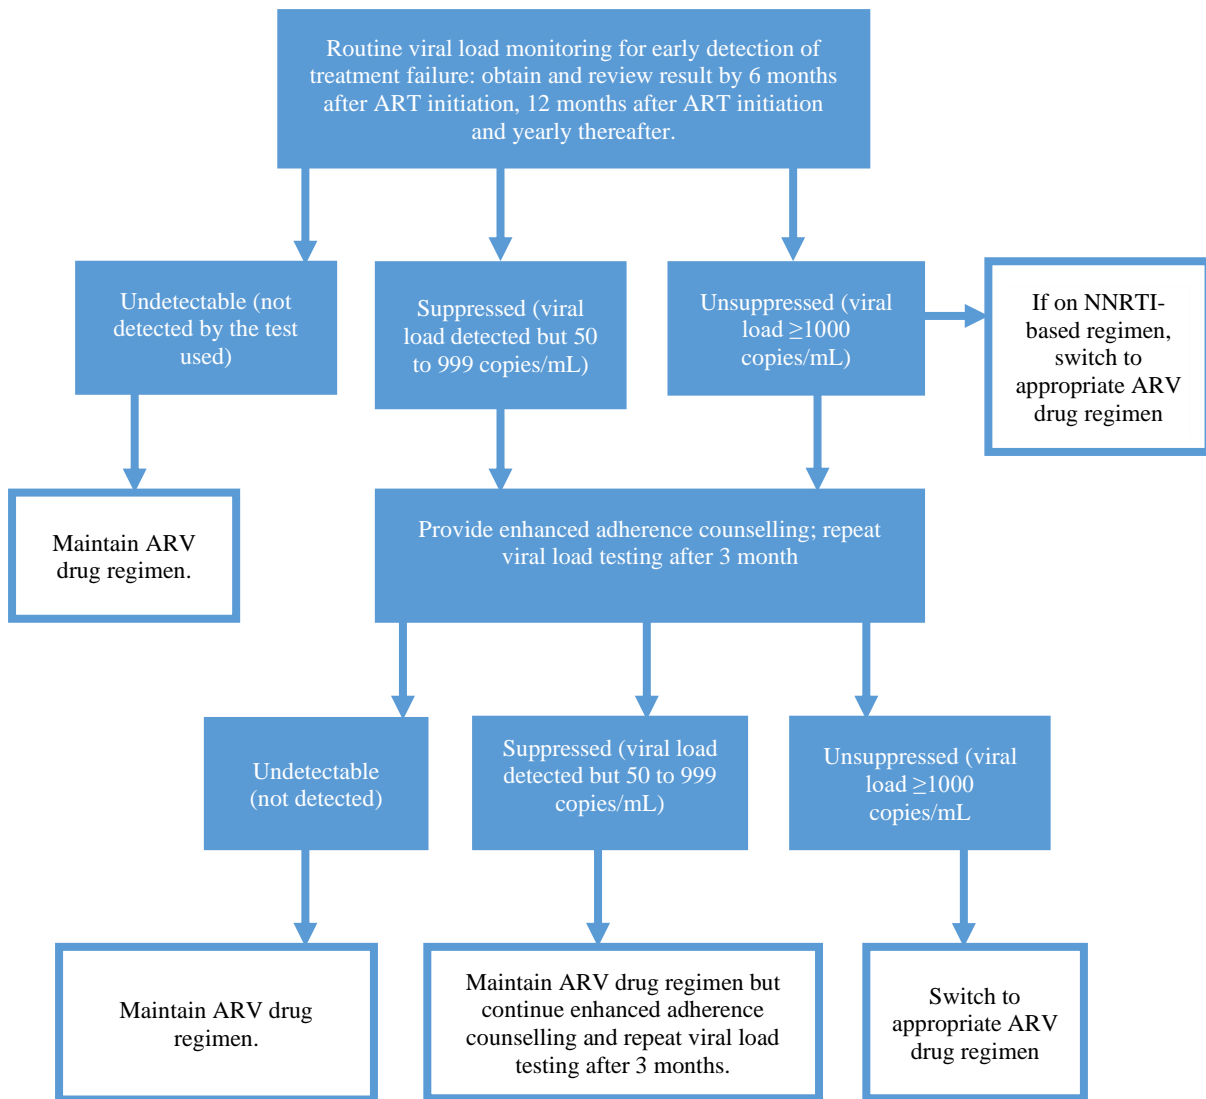 Routine viral load monitoring for early detection of
treatment failure: obtain and review result by 6 months
after ART initiation, 12 months after ART initiation
and yearly thereafter.
Undetectable (not
detected by the test
used)
Suppressed (viral
load detected but 50
to 999 copies/mL)
Unsuppressed (viral
load ≥1000
copies/mL)
If on NNRTI-
based regimen,
switch to
appropriate ARV
drug regimen
Maintain ARV
drug regimen.
Provide enhanced adherence counselling; repeat
viral load testing after 3 month
Undetectable
(not detected)
Suppressed (viral load
detected but 50 to 999
copies/mL)
Unsuppressed (viral
load ≥1000
copies/mL
Maintain ARV drug
regimen.
Maintain ARV drug regimen but
continue enhanced adherence
counselling and repeat viral load
testing after 3 months.
Switch to
appropriate ARV
drug regimen